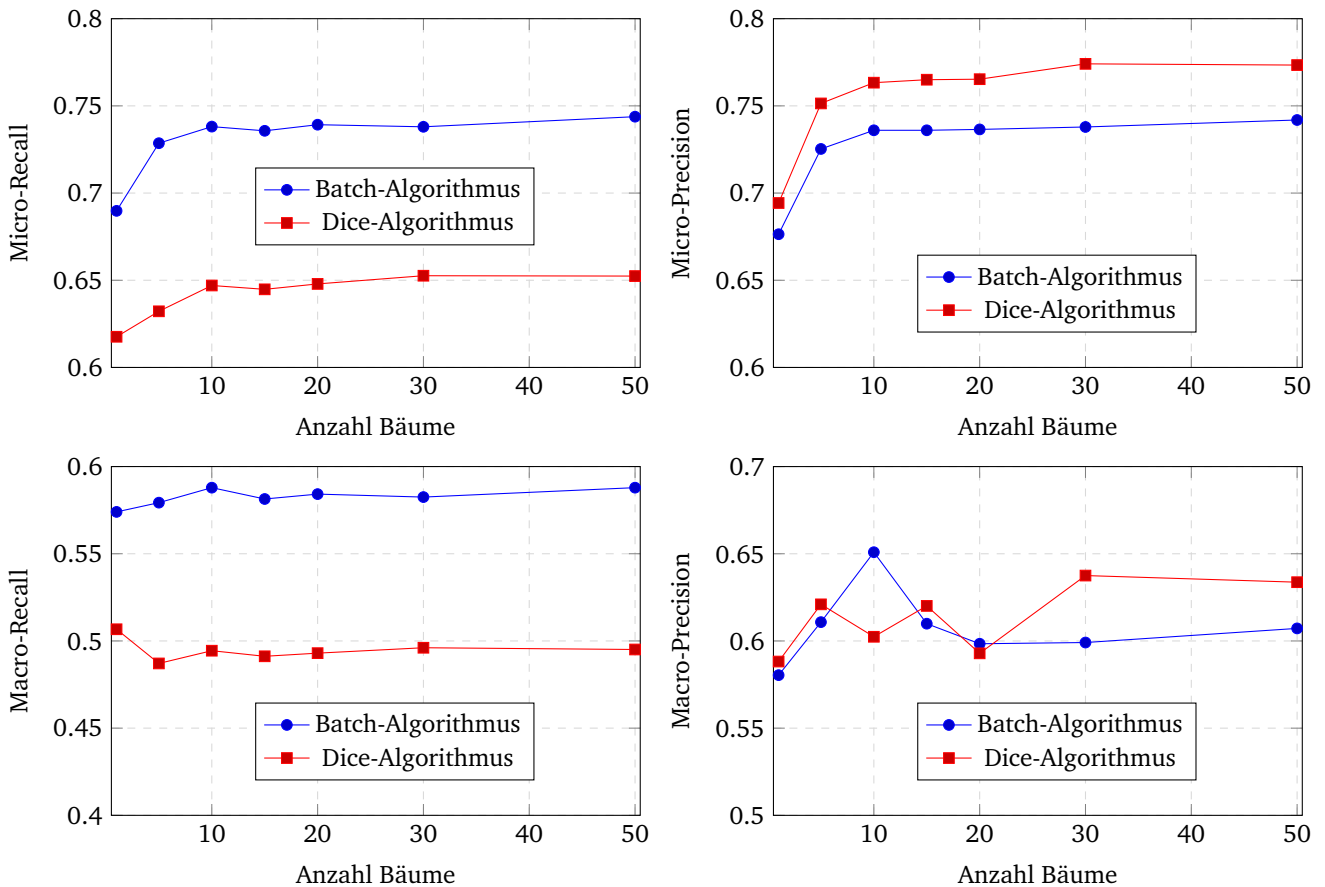 0.8
0.75
0.7
0.65
0.6
10
20
30
40
50
Micro-Recall
Anzahl Bäume
Batch-Algorithmus
Dice-Algorithmus
0.8
0.75
0.7
0.65
0.6
10
20
30
40
50
Micro-Precision
Anzahl Bäume
Batch-Algorithmus
Dice-Algorithmus
0.6
0.55
0.5
0.45
0.4
10
20
30
40
50
Macro-Recall
Anzahl Bäume
Batch-Algorithmus
Dice-Algorithmus
0.7
0.65
0.6
0.55
0.5
10
20
30
40
50
Macro-Precision
Anzahl Bäume
Batch-Algorithmus
Dice-Algorithmus